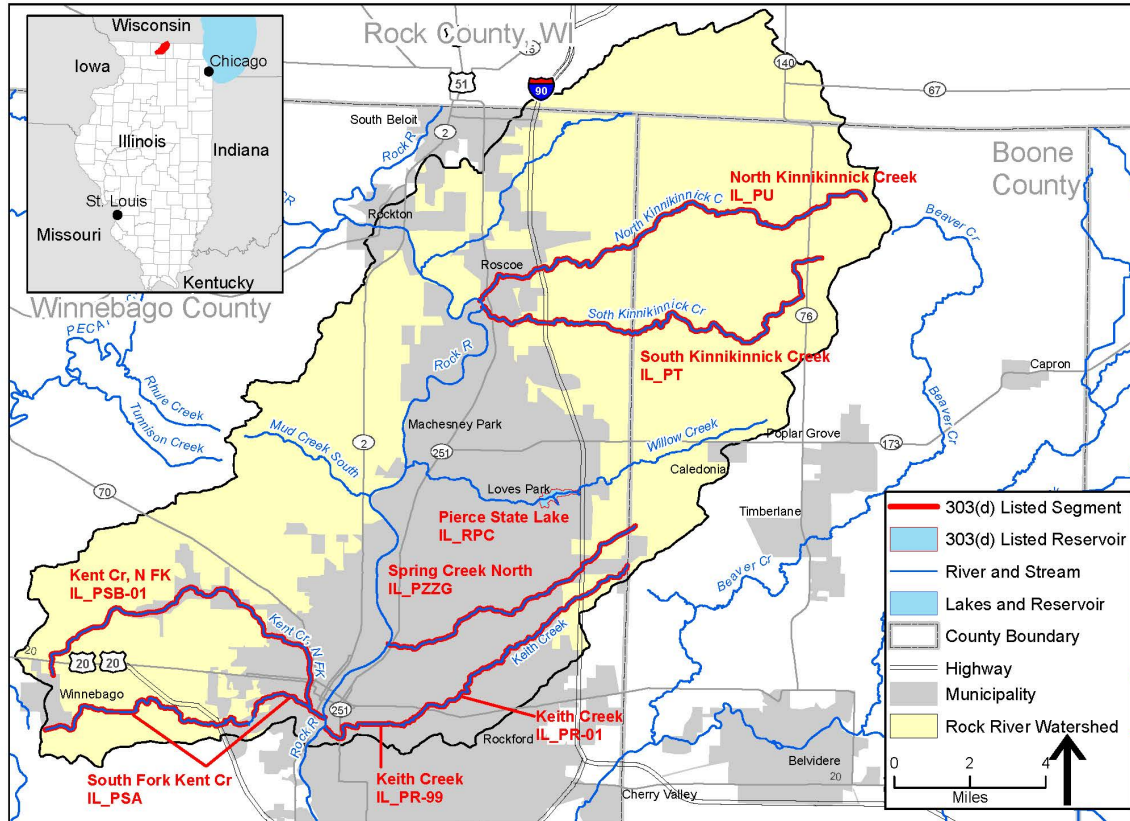 Wisconsin
Iowa
Chicago
Illinois
Indiana
St. Louis
Missouri
Kentucky
Rock County, WI
Winnebago County
Boone
County
51
90
140
67
2
South Beloit
Rock R
Rockton
Roscoe
North Kinnikinnick Creek
IL_PU
North Kinnikinnick C
Soth Kinnikinnick Cr
South Kinnikinnick Creek
IL_PT
76
Beaver Cr
Capron
Beaver Cr
Rock R
Rhule Creek
Tunnison Creek
Mud Creek South
2
Machesney Park
251
Willow Creek
Poplar Grove
173
Caledonia
70
Loves Park
Pierce State Lake
IL_RPC
Timberlane
Spring Creek North
IL_PZZG
Beaver Cr
Kent Cr, N FK
IL_PSB-01
Kent Cr, N FK
Keith Creek
20
20
20
Winnebago
251
Rock R
Rockford
Keith Creek
IL_PR-01
South Fork Kent Cr
IL_PSA
Keith Creek
IL_PR-99
Belvidere
20
Cherry Valley
303(d) Listed Segment
303(d) Listed Reservoir
River and Stream
Lakes and Reservoir
County Boundary
Highway
Municipality
Rock River Watershed
0 2 4
Miles